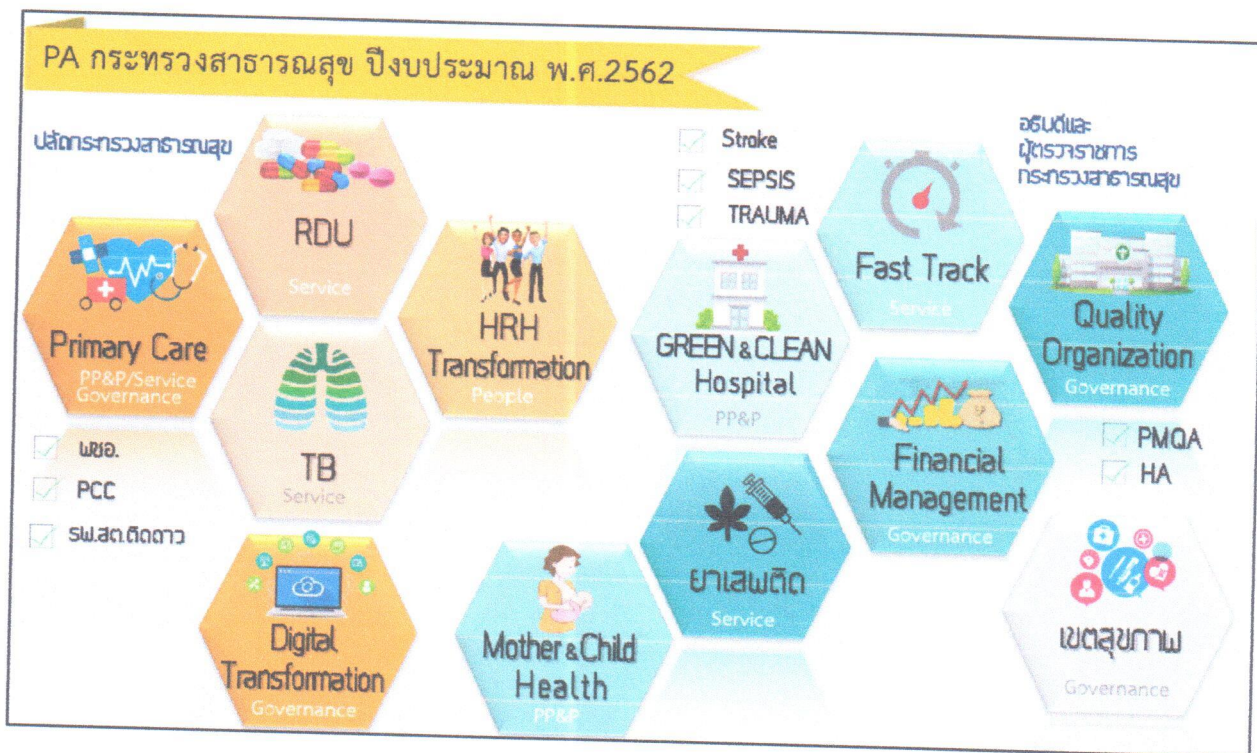 PA กระทรวงสาธารณสุข ปีงบประมาณ พ.ศ.2562
ปลัดกระทรวงสาธารณสุข
RDU
Service
Primary Care
PP&P/Service
Governance
HRH
Transformation
People
TB
Service
พชอ.
PCC
รพ.สต.ติดดาว
Digital
Transformation
Governance
อธิบดีและ
ผู้ตรวจราชการ
กระทรวงสาธารณสุข
Stroke
SEPSIS
TRAUMA
Fast Track
Service
GREEN & CLEAN
Hospital
PP&P
Quality
Organization
Governance
PMQA
HA
Financial
Management
Governance
ยาเสพติด
Service
Mother & Child
Health
PP&P
เขตสุขภาพ
Governance